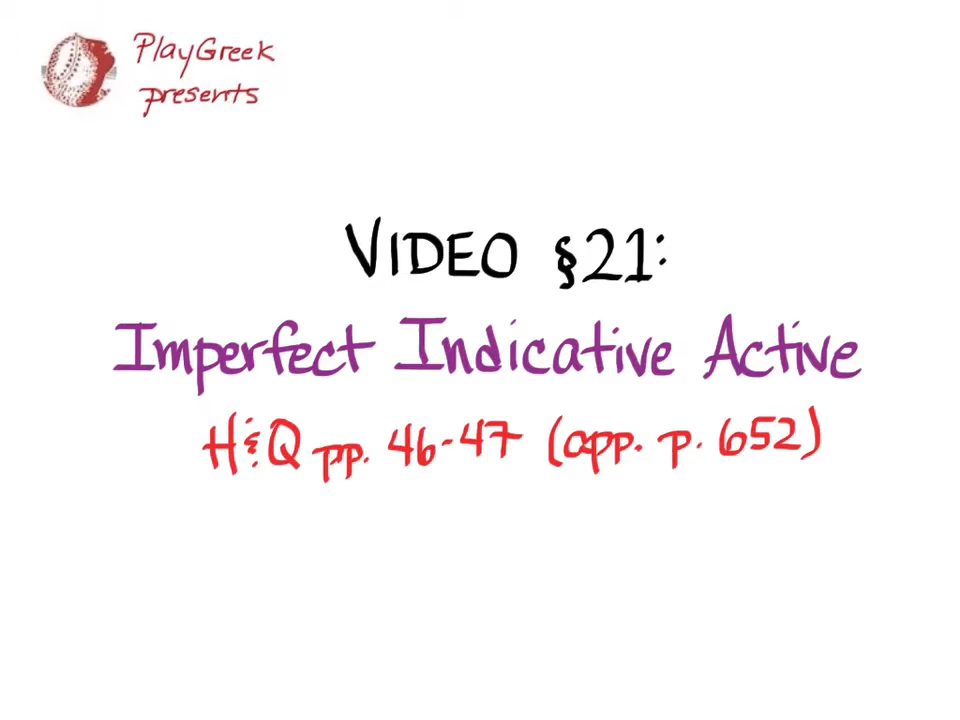 PlayGreek
presents
VIDEO §21:
Imperfect Indicative Active
H&Q pp. 46-47 (app. p. 652)